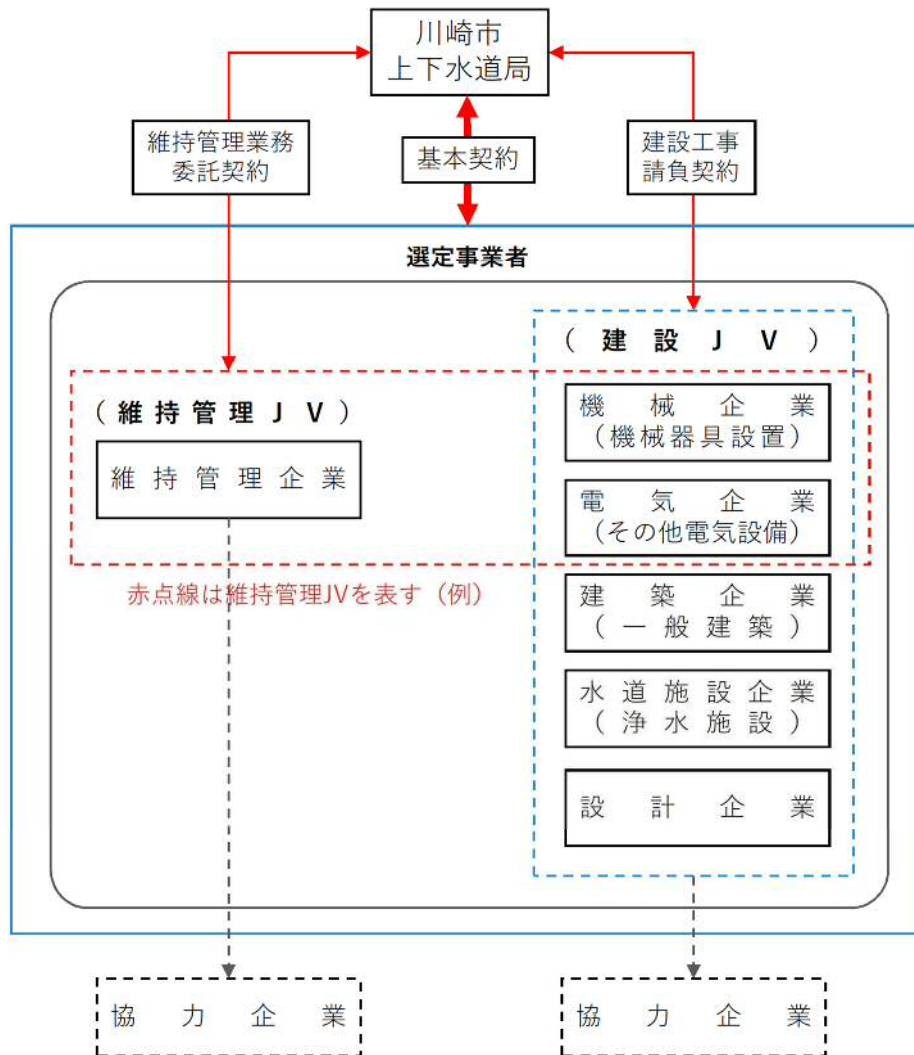 川崎市
上下水道局
維持管理業務
委託契約
基本契約
建設工事
請負契約
選定事業者
（建設JV）
（維持管理JV）
維持管理企業
機械企業
（機械器具設置）
電気企業
（その他電気設備）
赤点線は維持管理JVを表す（例）
建築企業
（一般建築）
水道施設企業
（浄水施設）
設計企業
協力企業
協力企業